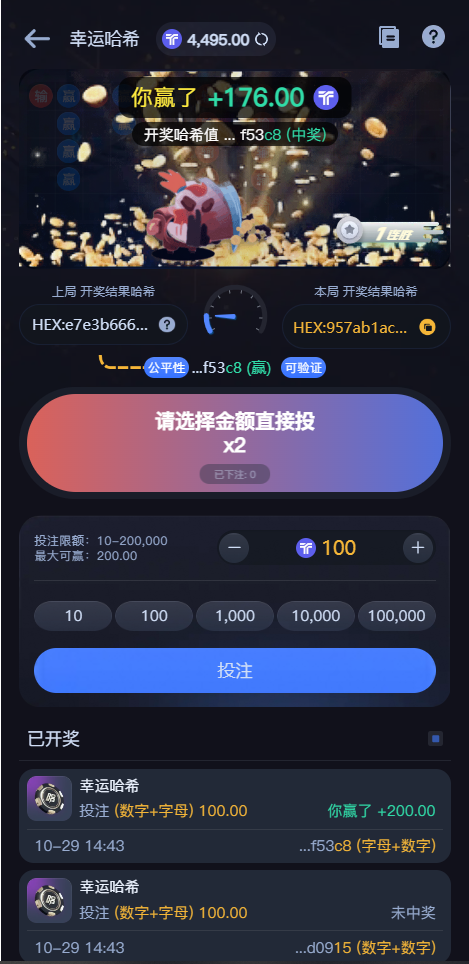 幸运哈希
4,495.00
你赢了 +176.00
开奖哈希值 ... f53c8 (中奖)
输 赢
赢
赢
赢
1 连胜
上局 开奖结果哈希
本局 开奖结果哈希
HEX:e7e3b666...
HEX:957ab1ac...
公平性 ...f53c8 (赢) 可验证
请选择金额直接投
x2
已下注: 0
投注限额: 10-200,000
最大可赢: 200.00
100
10 100 1,000 10,000 100,000
投注
已开奖
幸运哈希
投注 (数字+字母) 100.00
你赢了 +200.00
10-29 14:43
...f53c8 (字母+数字)
幸运哈希
投注 (数字+字母) 100.00
未中奖
10-29 14:43
...d0915 (数字+数字)